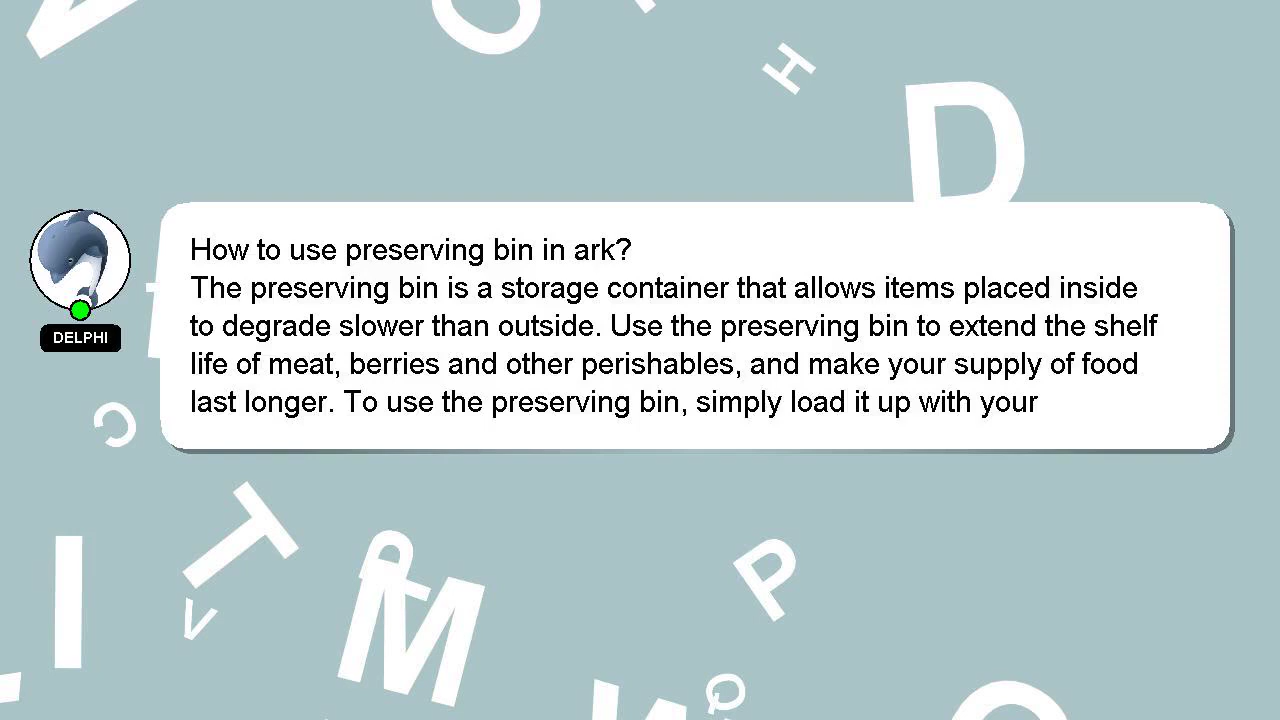 How to use preserving bin in ark?
The preserving bin is a storage container that allows items placed inside
to degrade slower than outside. Use the preserving bin to extend the shelf
life of meat, berries and other perishables, and make your supply of food
last longer. To use the preserving bin, simply load it up with your
DELPHI
H
D
C
I
T
V
P
M
P
Q